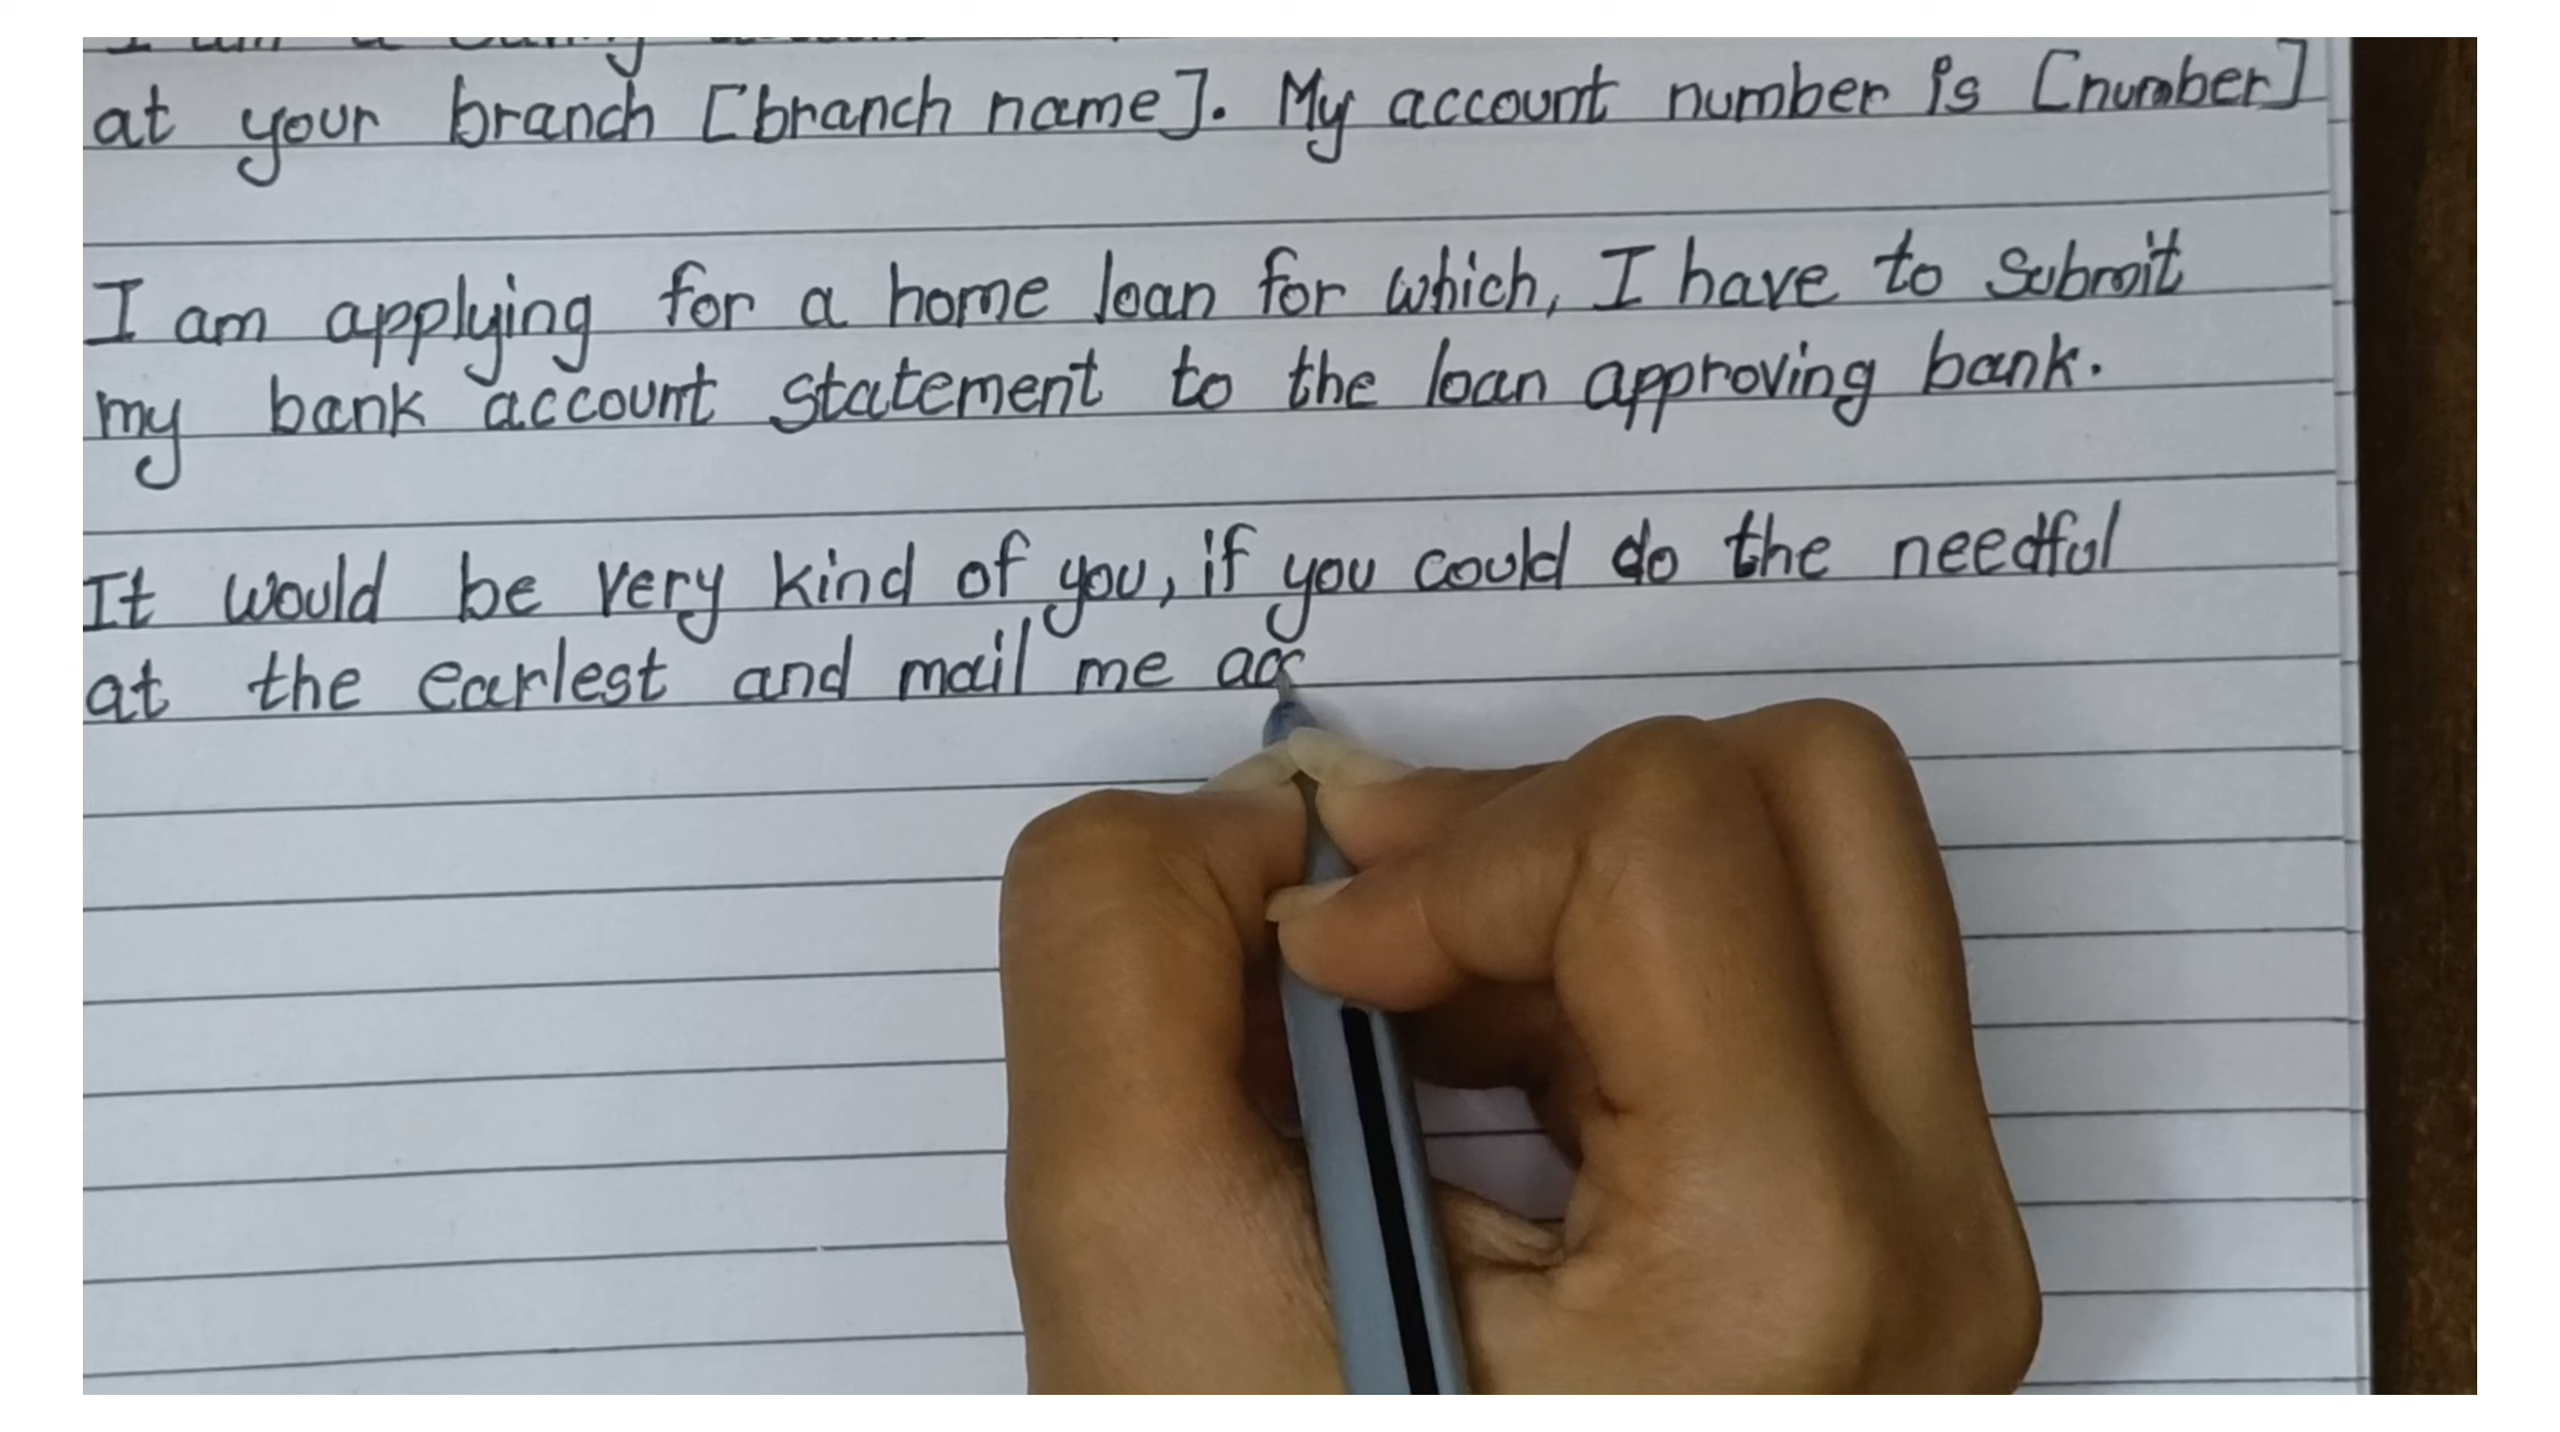 at your branch [branch name]. My account number is [number]
I am applying for a home loan for which, I have to submit
my bank account statement to the loan approving bank.
It would be very kind of you, if you could do the needful
at the earlest and mail me acc